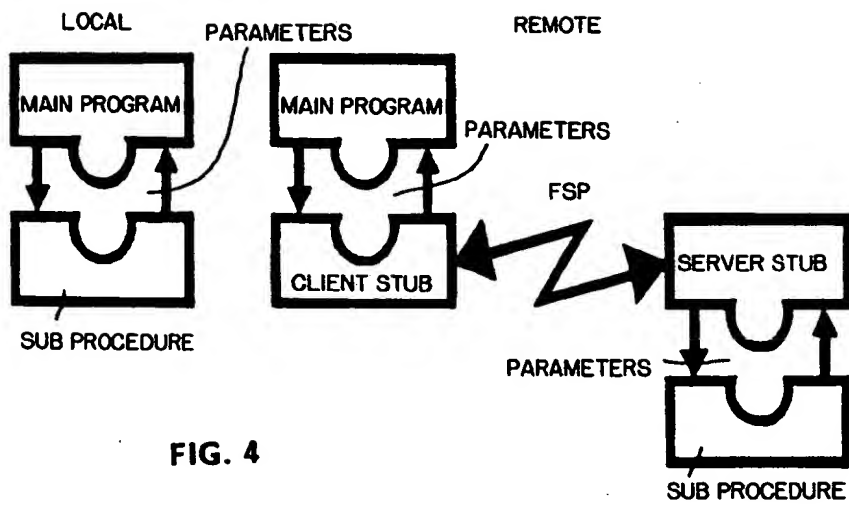 LOCAL
PARAMETERS
REMOTE
MAIN PROGRAM
MAIN PROGRAM
PARAMETERS
FSP
CLIENT STUB
SERVER STUB
SUB PROCEDURE
PARAMETERS
FIG. 4
SUB PROCEDURE